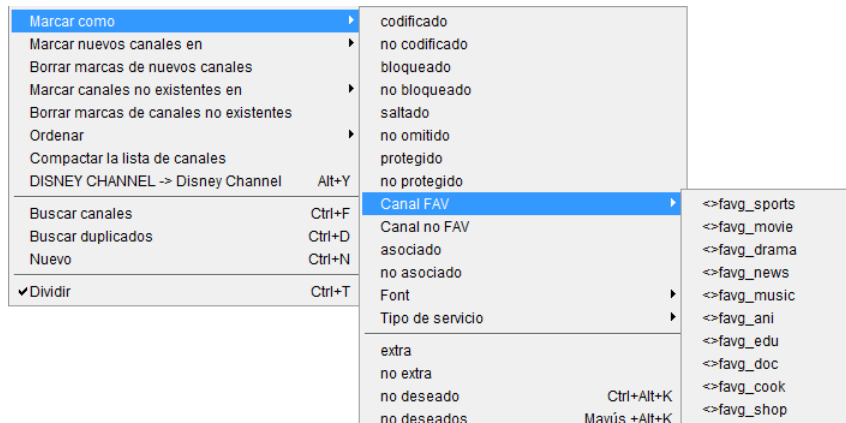 Marcar como
Marcar nuevos canales en
Borrar marcas de nuevos canales
Marcar canales no existentes en
Borrar marcas de canales no existentes
Ordenar
Compactar la lista de canales
DISNEY CHANNEL -> Disney Channel Alt+Y
Buscar canales Ctrl+F
Buscar duplicados Ctrl+D
Nuevo Ctrl+N
Dividir Ctrl+T
codificado
no codificado
bloqueado
no bloqueado
saltado
no omitido
protegido
no protegido
Canal FAV
Canal no FAV
asociado
no asociado
Font
Tipo de servicio
extra
no extra
no deseado Ctrl+Alt+K
no deseados Mayús +Alt+K
<>favg_sports
<>favg_movie
<>favg_drama
<>favg_news
<>favg_music
<>favg_ani
<>favg_edu
<>favg_doc
<>favg_cook
<>favg_shop